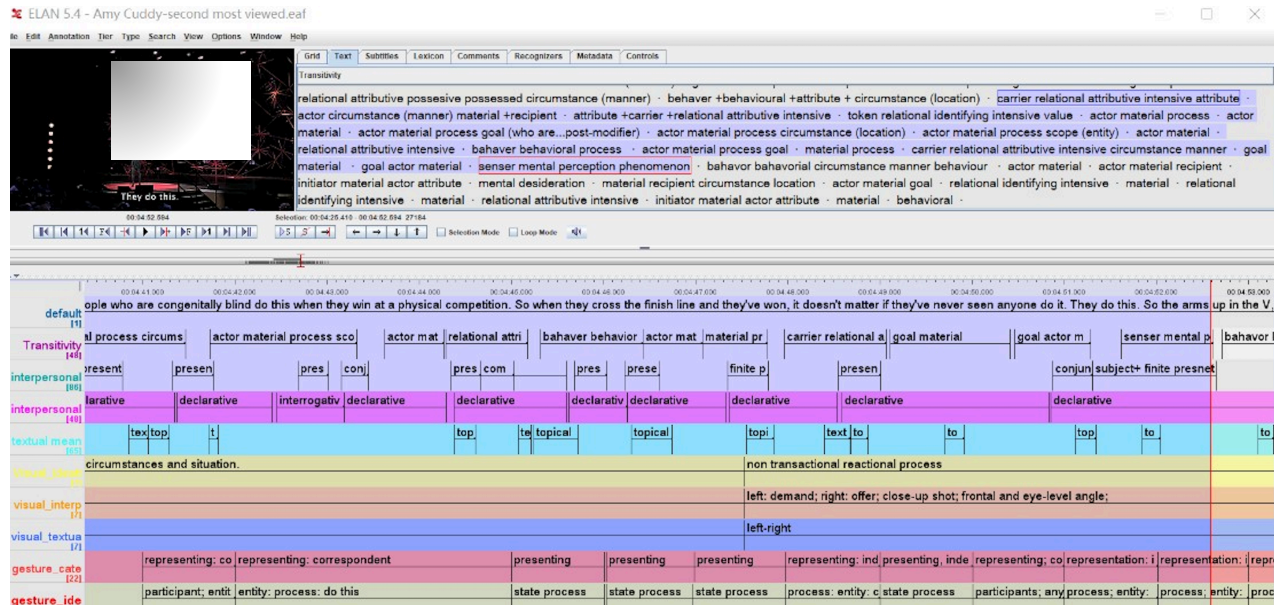 ELAN 5.4 - Amy Cuddy-second most viewed.eaf
Edit Annotation Tier Type Search View Options Window Help
Grid Text Subtitles Lexicon Comments Recognizers Metadata Controls
Transitivity
relational attributive possesive possessed circumstance (manner) · behaver +behavioural +attribute + circumstance (location) · carrier relational attributive intensive attribute ·
actor circumstance (manner) material +recipient · attribute +carrier +relational attributive intensive · token relational identifying intensive value · actor material process · actor
material · actor material process goal (who are...post-modifier) · actor material process circumstance (location) · actor material process scope (entity) · actor material ·
relational attributive intensive · bahaver behavioral process · actor material process goal · material process · carrier relational attributive intensive circumstance manner · goal
material · goal actor material · senser mental perception phenomenon · bahavor bahavorial circumstance manner behaviour · actor material · actor material recipient ·
initiator material actor attribute · mental desideration · material recipient circumstance location · actor material goal · relational identifying intensive · material · relational
identifying intensive · material · relational attributive intensive · initiator material actor attribute · material · behavioral ·
They do this.
00:04:52.594
Selection: 00:04:25.410 - 00:04:52.594 27184
Selection Mode Loop Mode
00:04:41.000 00:04:42.000 00:04:43.000 00:04:44.000 00:04:45.000 00:04:46.000 00:04:47.000 00:04:48.000 00:04:49.000 00:04:50.000 00:04:51.000 00:04:52.000 00:04:53.000
default
[1]
ople who are congenitally blind do this when they win at a physical competition. So when they cross the finish line and they've won, it doesn't matter if they've never seen anyone do it. They do this. So the arms up in the V,
Transitivity
[48]
al process circums actor material process sco actor mat relational attri bahaver behavior actor mat material pr carrier relational a goal material goal actor m senser mental p bahavor
interpersonal
[86]
present presen pres conj pres com pres prese finite p presen conjun subject+ finite presnet
interpersonal
[49]
larative declarative interrogativ declarative declarative declarativ declarative declarative declarative declarative
textual mean
[65]
tex top t top te topical topical topi text to to top to to
circumstances and situation. non transactional reactional process
visual_interp
[7]
left: demand; right: offer; close-up shot; frontal and eye-level angle;
visual_textua
[7]
left-right
gesture_cate
[22]
representing: co representing: correspondent presenting presenting presenting representing: ind presenting, inde representing; co representation: i representation: i repr
gesture_ide
participant; entit entity: process: do this state process state process state process process: entity: c state process participants; any process; entity: process; entity: proc